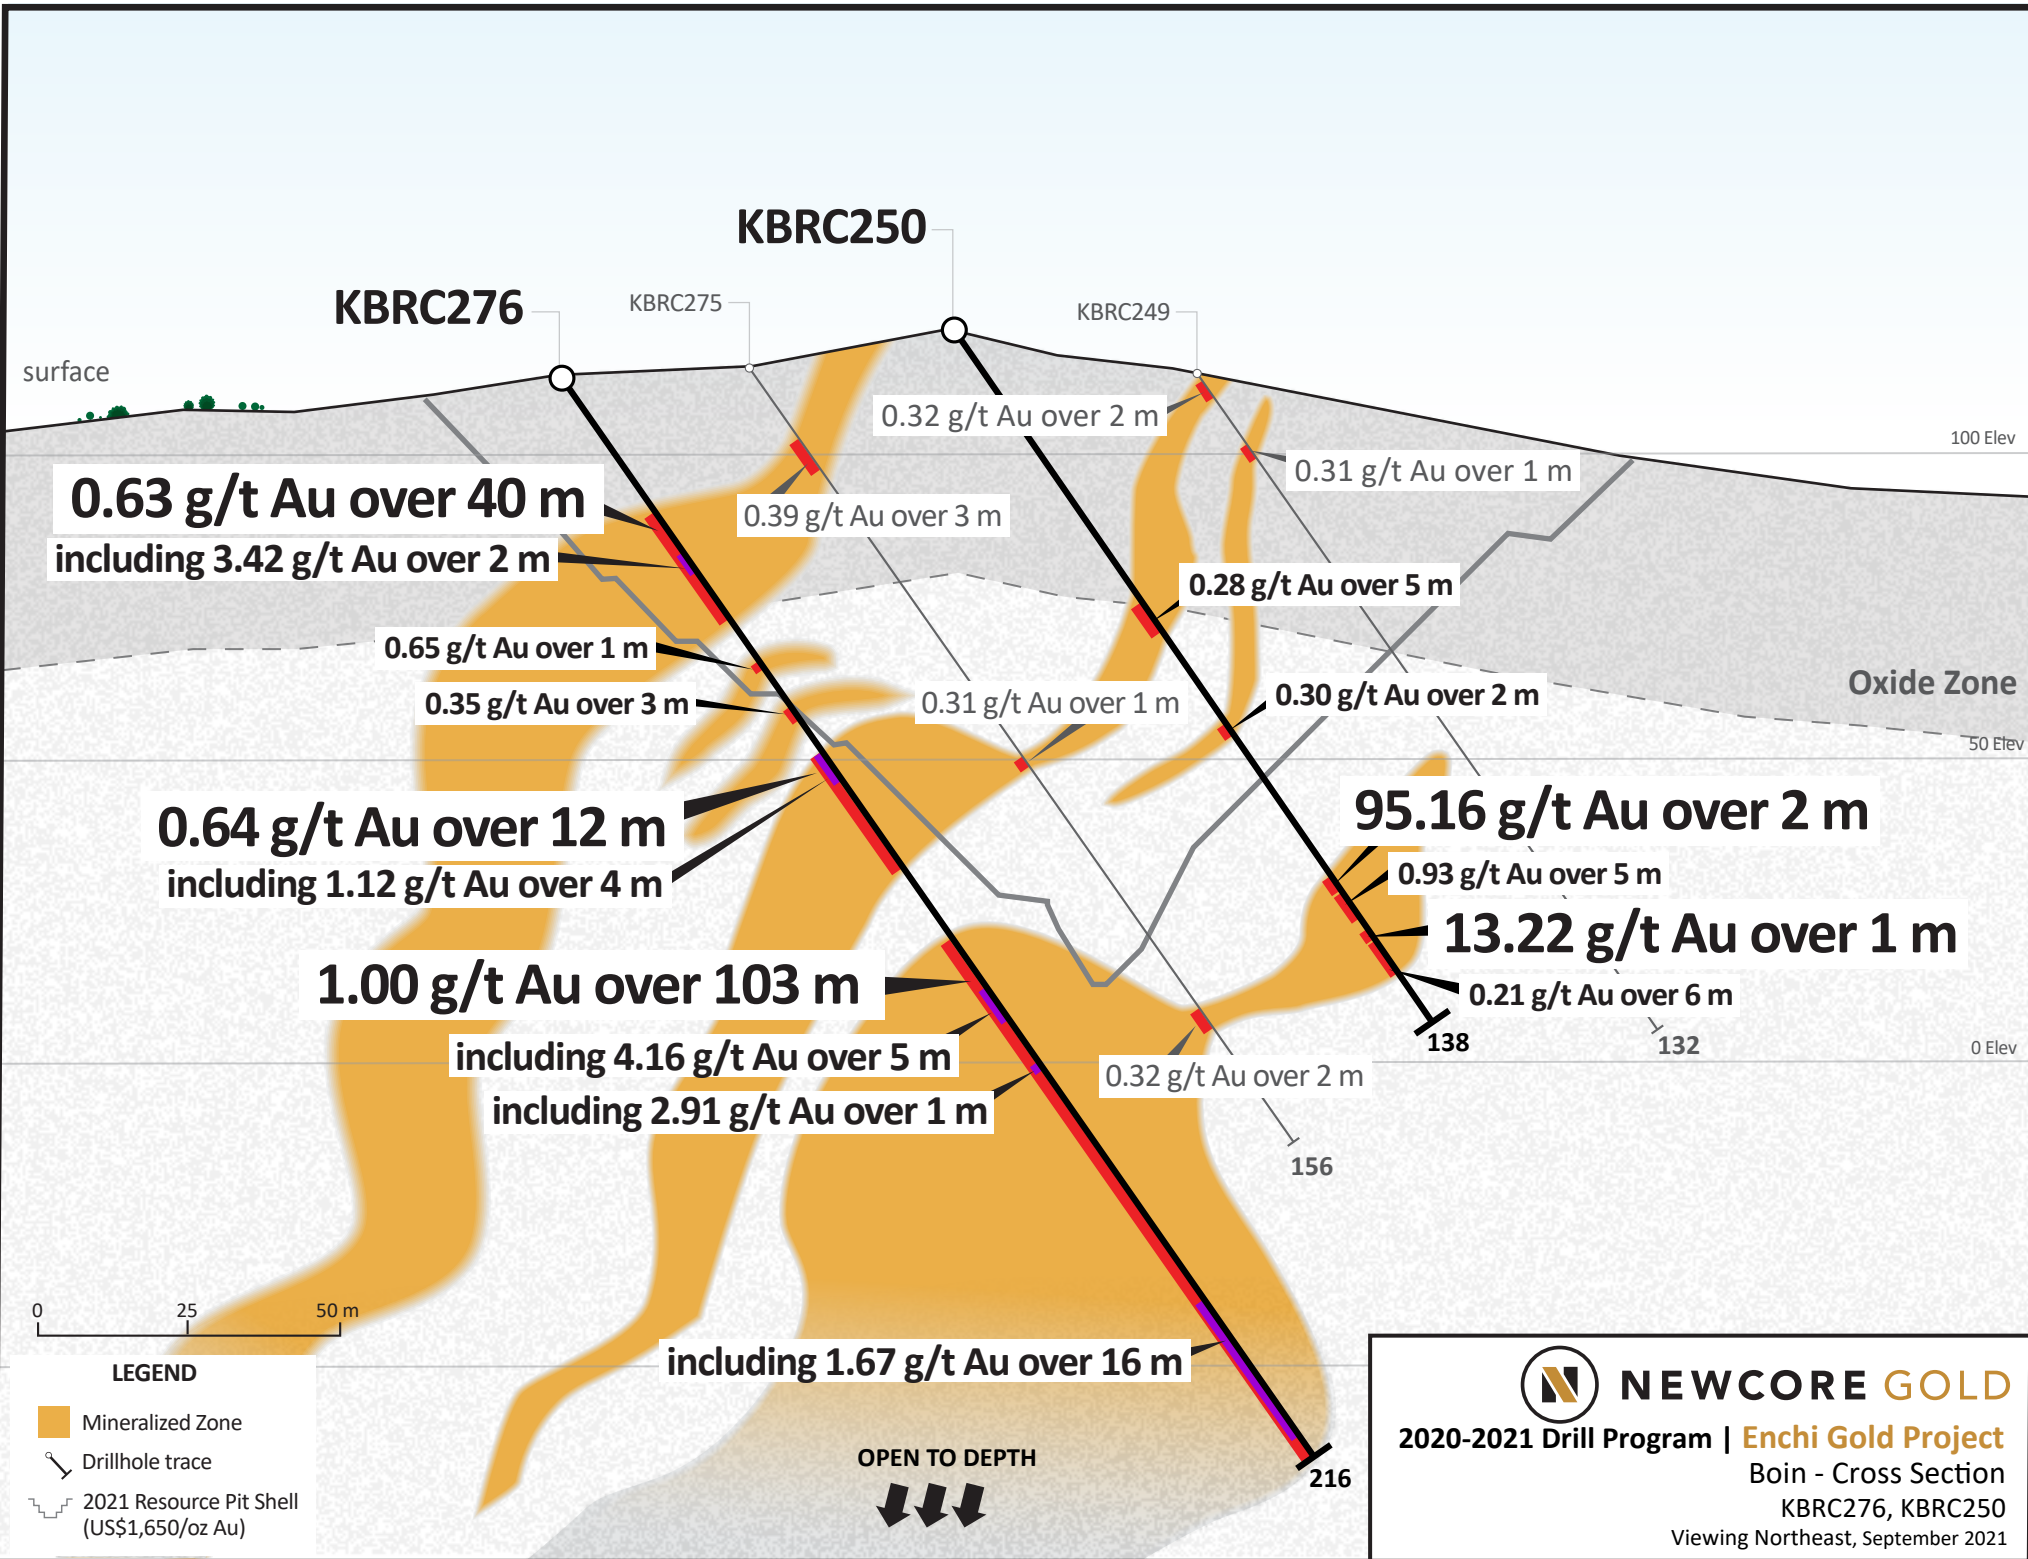 KBRC250
KBRC276
KBRC275
KBRC249
surface
0.32 g/t Au over 2 m
100 Elev
0.31 g/t Au over 1 m
0.63 g/t Au over 40 m
including 3.42 g/t Au over 2 m
0.39 g/t Au over 3 m
0.28 g/t Au over 5 m
0.65 g/t Au over 1 m
0.35 g/t Au over 3 m
0.31 g/t Au over 1 m
0.30 g/t Au over 2 m
Oxide Zone
50 Elev
0.64 g/t Au over 12 m
including 1.12 g/t Au over 4 m
95.16 g/t Au over 2 m
0.93 g/t Au over 5 m
13.22 g/t Au over 1 m
0.21 g/t Au over 6 m
1.00 g/t Au over 103 m
including 4.16 g/t Au over 5 m
including 2.91 g/t Au over 1 m
0.32 g/t Au over 2 m
138
132
0 Elev
156
0 25 50 m
including 1.67 g/t Au over 16 m
LEGEND
Mineralized Zone
Drillhole trace
2021 Resource Pit Shell
(US$1,650/oz Au)
OPEN TO DEPTH
216
N NEWCORE GOLD
2020-2021 Drill Program | Enchi Gold Project
Boin - Cross Section
KBRC276, KBRC250
Viewing Northeast, September 2021